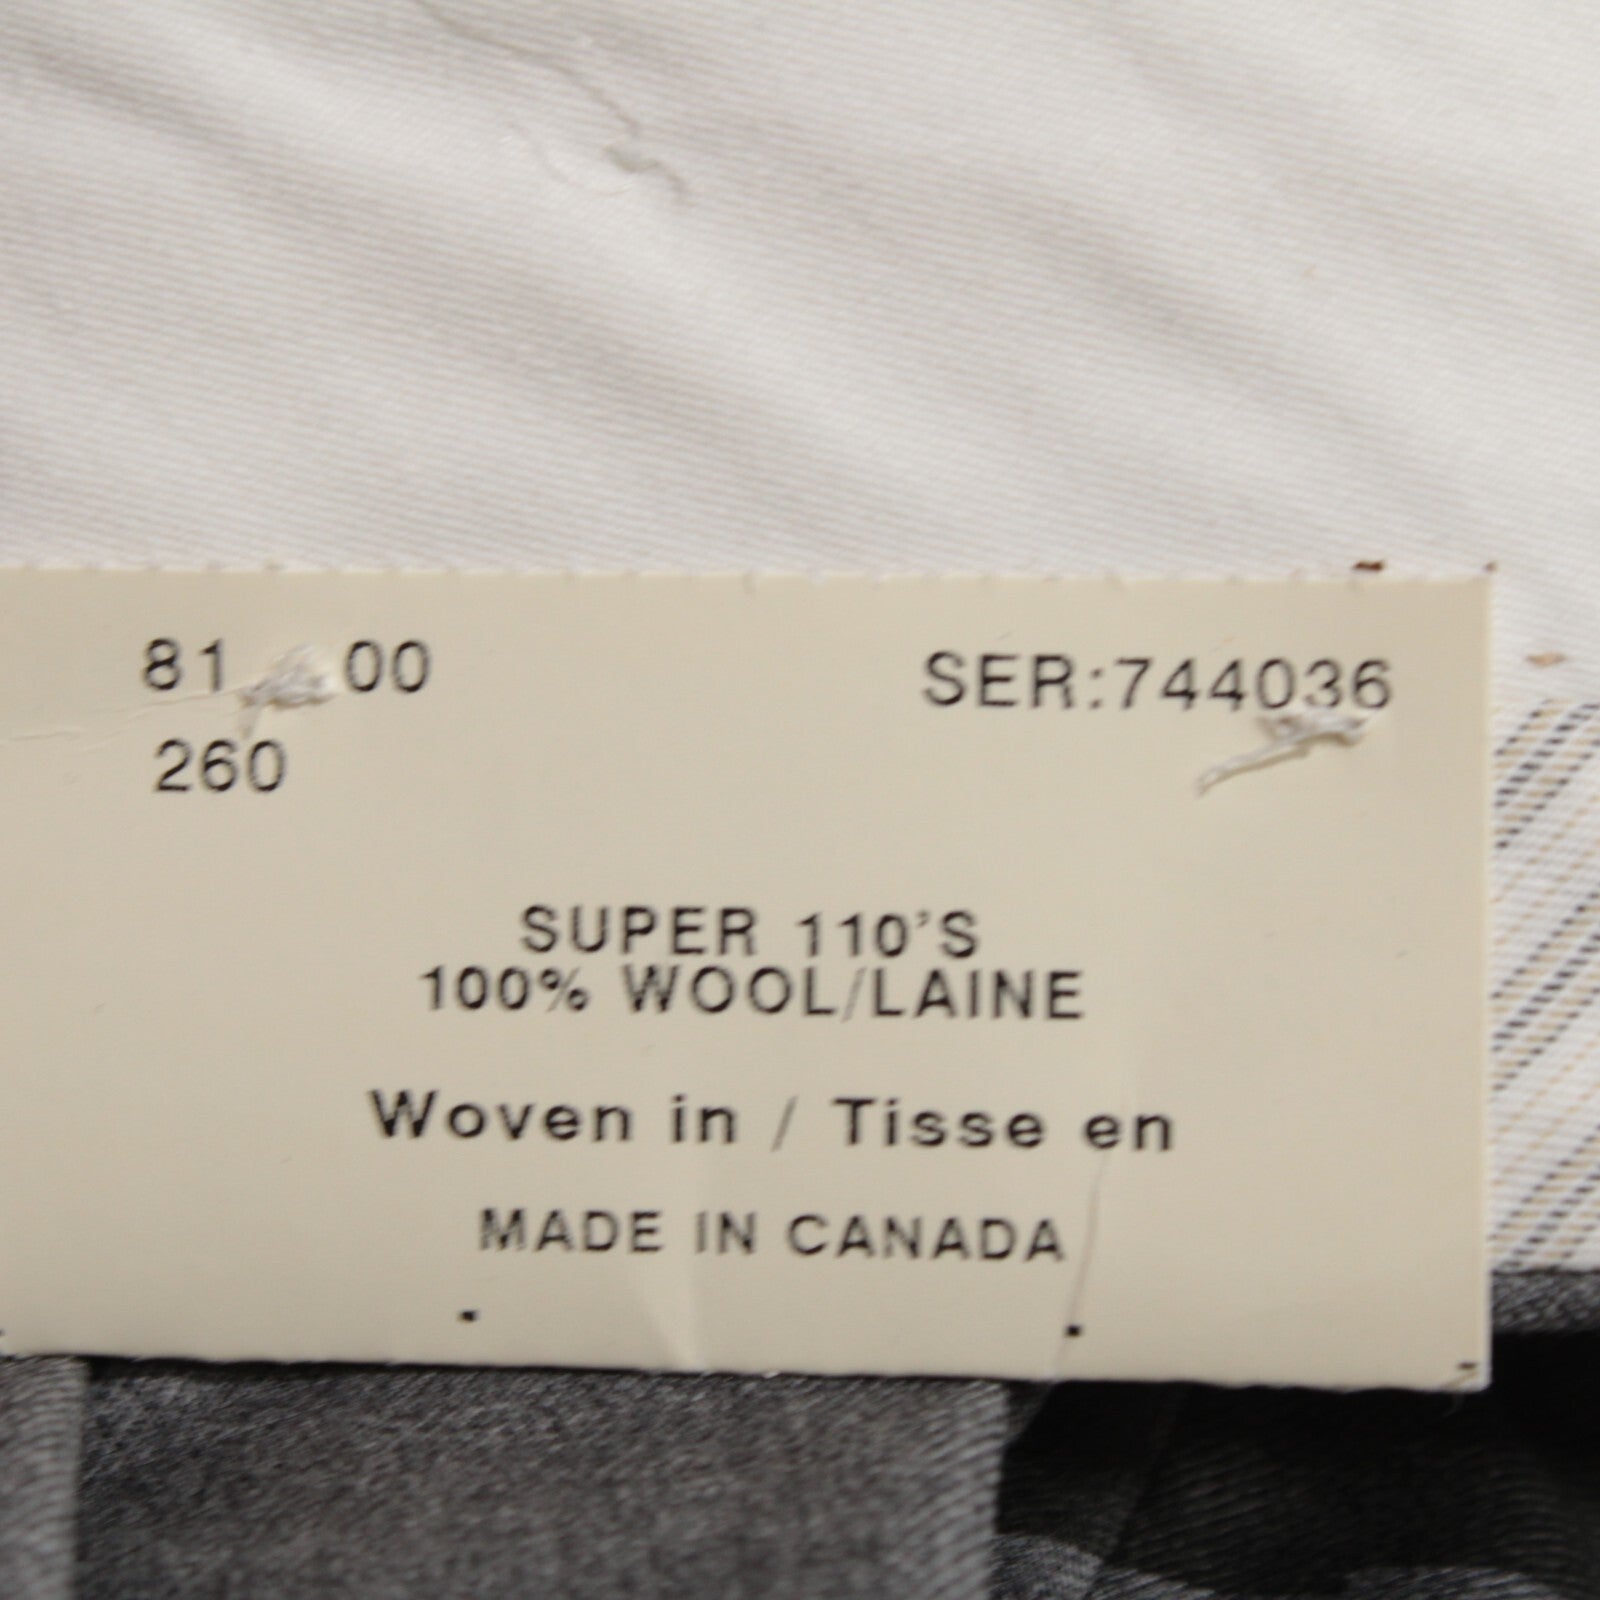 81 00 SER:744036
260
SUPER 110'S
100% WOOL/LAINE
Woven in / Tisse en
MADE IN CANADA